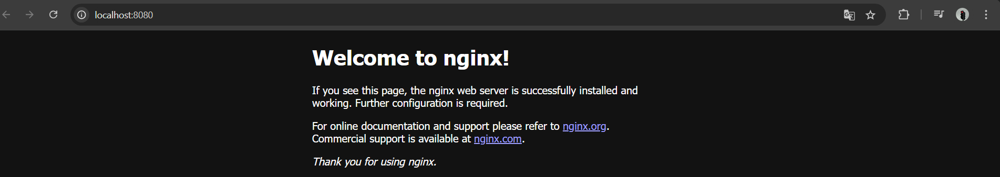 localhost:8080
Welcome to nginx!
If you see this page, the nginx web server is successfully installed and
working. Further configuration is required.
For online documentation and support please refer to nginx.org.
Commercial support is available at nginx.com.
Thank you for using nginx.